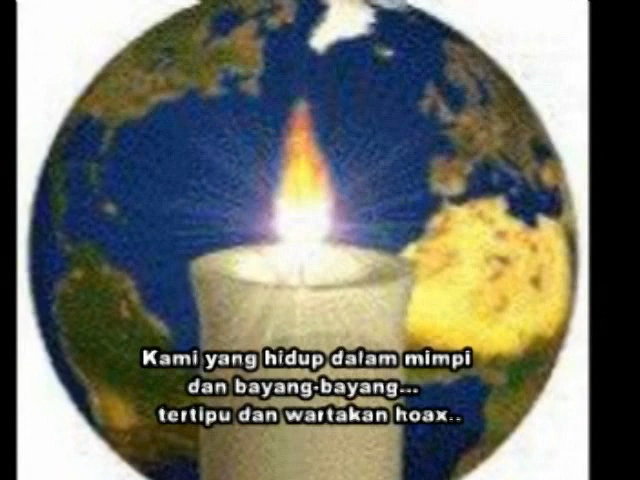 Kami yang hidup dalam mimpi
dan bayang-bayang...
tertipu dan wartakan hoax..